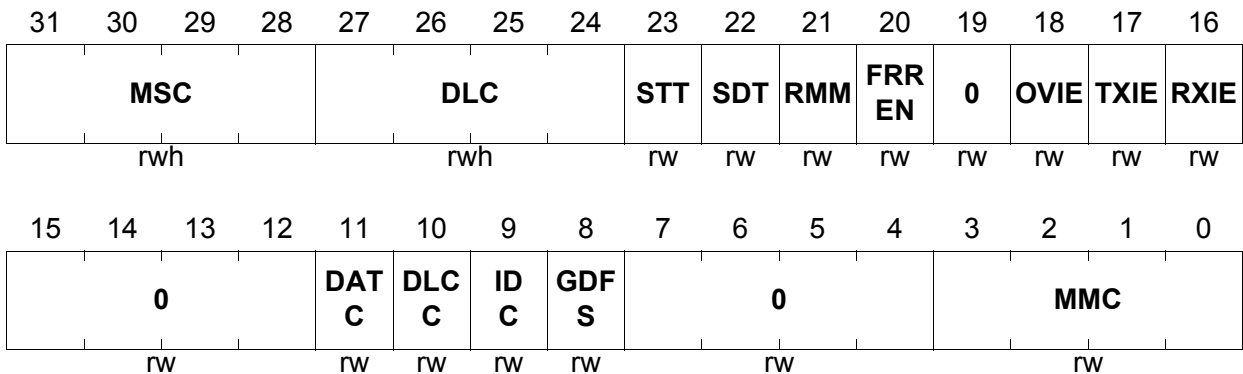 31 30 29 28 27 26 25 24 23 22 21 20 19 18 17 16
MSC DLC STT SDT RMM FRR EN 0 OVIE TXIE RXIE
rwh rwh rw rw rw rw rw rw rw rw
15 14 13 12 11 10 9 8 7 6 5 4 3 2 1 0
0 DAT C DLC C ID C GDF S 0 MMC
rw rw rw rw rw rw rw